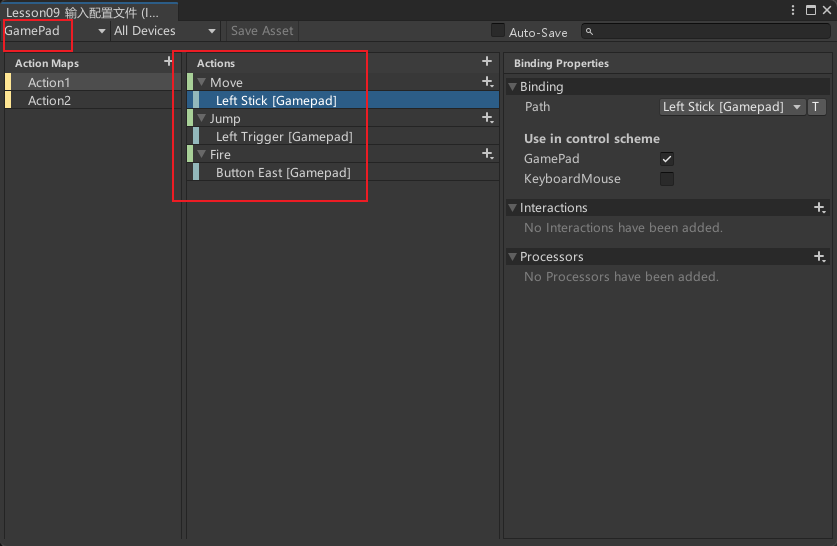 Lesson09 输入配置文件 (I...
GamePad All Devices Save Asset Auto-Save
Action Maps
Action1
Action2
Actions
Move
Left Stick [Gamepad]
Jump
Left Trigger [Gamepad]
Fire
Button East [Gamepad]
Binding Properties
Binding
Path Left Stick [Gamepad] T
Use in control scheme
GamePad
KeyboardMouse
Interactions
No Interactions have been added.
Processors
No Processors have been added.